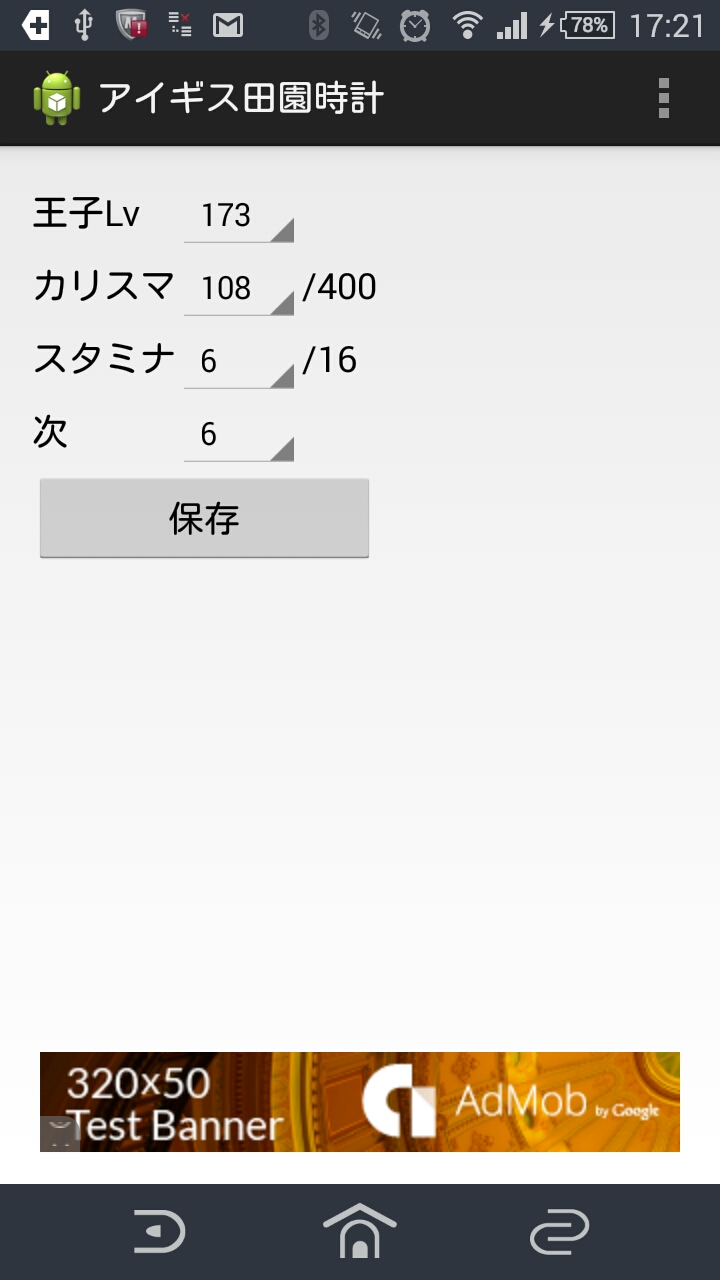 78% 17:21
アイギス田園時計
王子Lv 173
カリスマ 108 /400
スタミナ 6 /16
次 6
保存
320x50
Test Banner
AdMob by Google